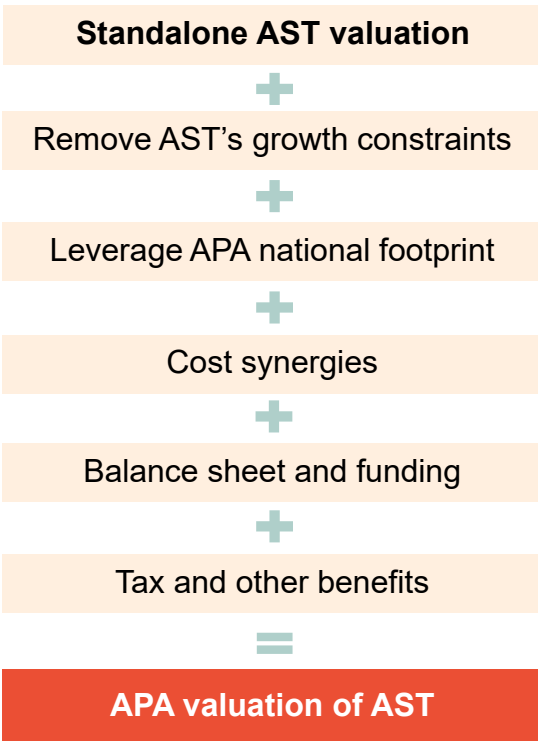 Standalone AST valuation
+
Remove AST’s growth constraints
+
Leverage APA national footprint
+
Cost synergies
+
Balance sheet and funding
+
Tax and other benefits
=
APA valuation of AST